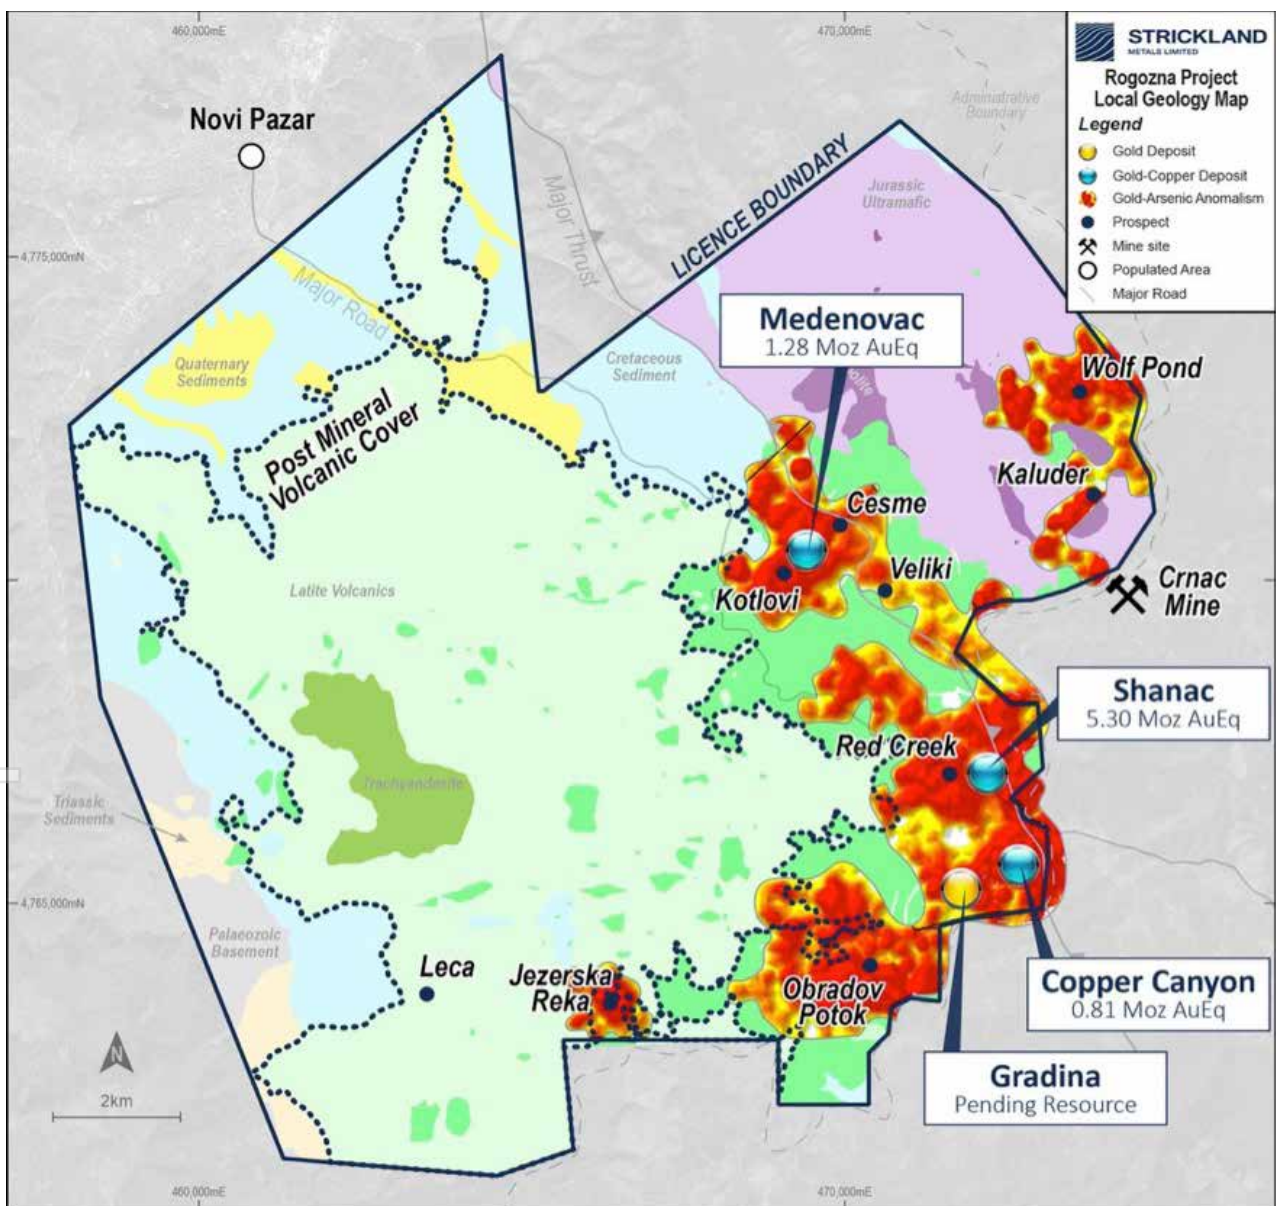 460,000mE
470,000mE
STRICKLAND
METALS LIMITED
Rogozna Project
Local Geology Map
Legend
Gold Deposit
Gold-Copper Deposit
Gold-Arsenic Anomalism
Prospect
Mine site
Populated Area
Major Road
Administrative
Boundary
Novi Pazar
Major Thrust
LICENCE BOUNDARY
Jurassic
Ultramafic
4,775,000mN
Major Road
Medenovac
1.28 Moz AuEq
Quaternary
Sediments
Cretaceous
Sediment
Wolf Pond
Post Mineral
Volcanic Cover
Kaluder
Cesme
Veliki
Kotlovi
Crnac
Mine
Latite Volcanics
Shanac
5.30 Moz AuEq
Red Creek
Trachyandesite
Triassic
Sediments
4,765,000mN
Palaeozoic
Basement
Leca
Jezerska
Reka
Obradov
Potok
Copper Canyon
0.81 Moz AuEq
N
Gradina
Pending Resource
2km
460,000mE
470,000mE